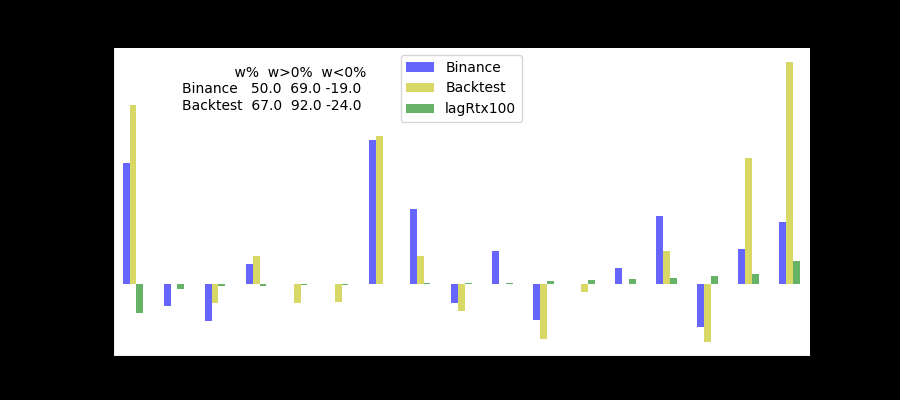 w%  w>0%  w<0%
Binance   50.0  69.0 -19.0
Backtest  67.0  92.0 -24.0
Binance
Backtest
lagRtx100